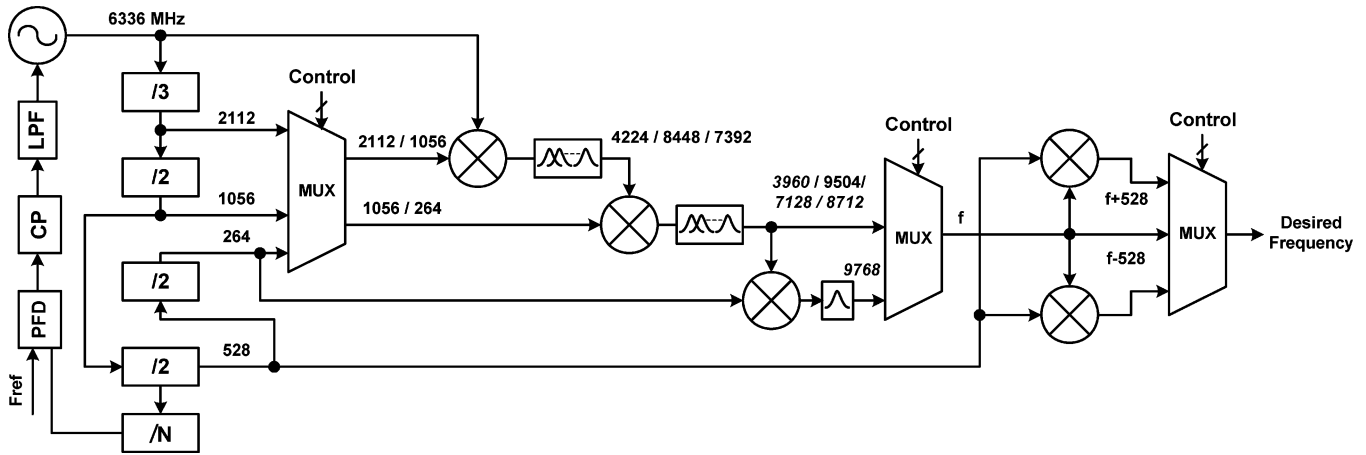 6336 MHz
/3
Control
LPF
2112
2112 / 1056
4224 / 8448 / 7392
Control
Control
/2
MUX
3960 / 9504/
7128 / 8712
f+528
CP
1056
1056 / 264
f
MUX
MUX
Desired
Frequency
264
f-528
/2
9768
PFD
528
/2
Fref
/N